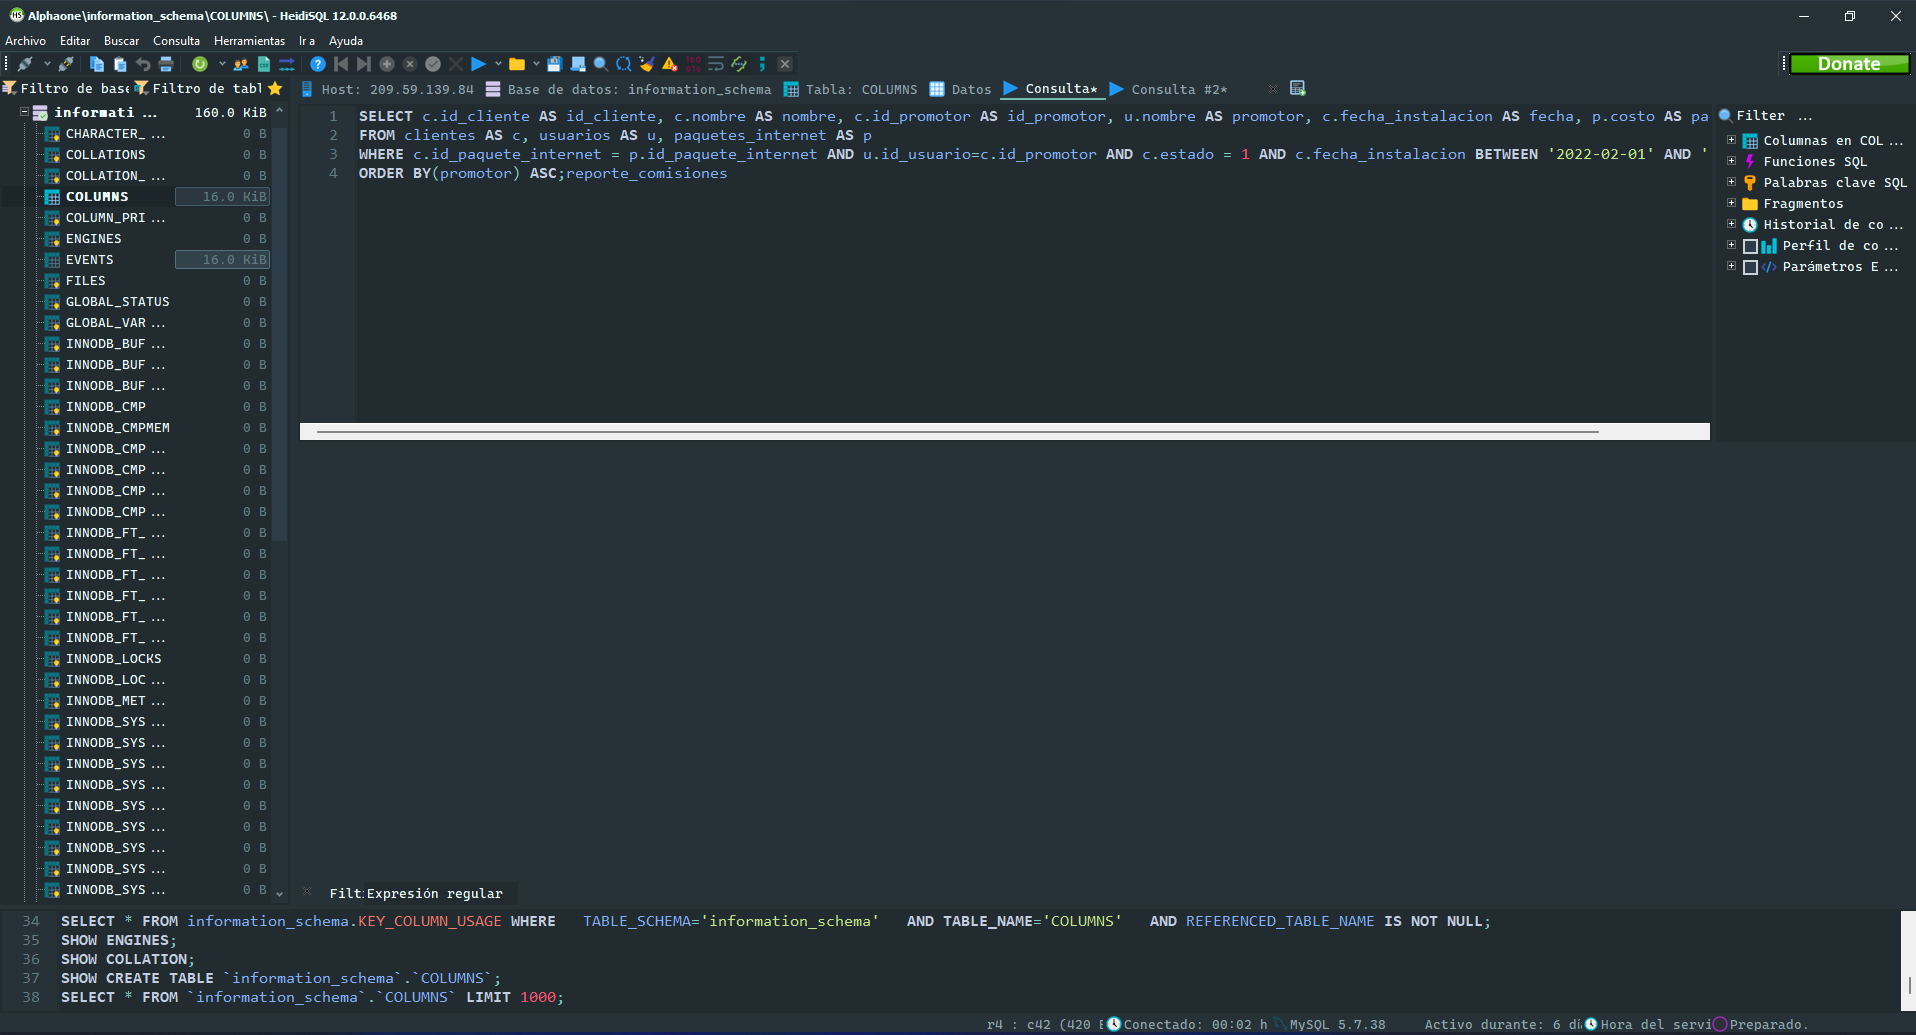 Alphaone\information_schema\COLUMNS\ - HeidiSQL 12.0.0.6468
Archivo Editar Buscar Consulta Herramientas Ir a Ayuda
Donate
Filtro de base Filtro de tabl
Host: 209.59.139.84 Base de datos: information_schema Tabla: COLUMNS Datos Consulta* Consulta #2*
informati ... 160.0 KiB
CHARACTER_ ... 0 B
COLLATIONS 0 B
COLLATION_ ... 0 B
COLUMNS 16.0 KiB
COLUMN_PRI ... 0 B
ENGINES 0 B
EVENTS 16.0 KiB
FILES 0 B
GLOBAL_STATUS 0 B
GLOBAL_VAR ... 0 B
INNODB_BUF ... 0 B
INNODB_BUF ... 0 B
INNODB_BUF ... 0 B
INNODB_CMP 0 B
INNODB_CMPMEM 0 B
INNODB_CMP ... 0 B
INNODB_CMP ... 0 B
INNODB_CMP ... 0 B
INNODB_CMP ... 0 B
INNODB_FT_ ... 0 B
INNODB_FT_ ... 0 B
INNODB_FT_ ... 0 B
INNODB_FT_ ... 0 B
INNODB_FT_ ... 0 B
INNODB_FT_ ... 0 B
INNODB_LOCKS 0 B
INNODB_LOC ... 0 B
INNODB_MET ... 0 B
INNODB_SYS ... 0 B
INNODB_SYS ... 0 B
INNODB_SYS ... 0 B
INNODB_SYS ... 0 B
INNODB_SYS ... 0 B
INNODB_SYS ... 0 B
INNODB_SYS ... 0 B
INNODB_SYS ... 0 B
INNODB_SYS ... 0 B
1 SELECT c.id_cliente AS id_cliente, c.nombre AS nombre, c.id_promotor AS id_promotor, u.nombre AS promotor, c.fecha_instalacion AS fecha, p.costo AS pa
2 FROM clientes AS c, usuarios AS u, paquetes_internet AS p
3 WHERE c.id_paquete_internet = p.id_paquete_internet AND u.id_usuario=c.id_promotor AND c.estado = 1 AND c.fecha_instalacion BETWEEN '2022-02-01' AND '
4 ORDER BY(promotor) ASC;reporte_comisiones
Filter ...
Columnas en COL ...
Funciones SQL
Palabras clave SQL
Fragmentos
Historial de co ...
Perfil de co ...
Parámetros E ...
Filt: Expresión regular
34 SELECT * FROM information_schema.KEY_COLUMN_USAGE WHERE TABLE_SCHEMA='information_schema' AND TABLE_NAME='COLUMNS' AND REFERENCED_TABLE_NAME IS NOT NULL;
35 SHOW ENGINES;
36 SHOW COLLATION;
37 SHOW CREATE TABLE `information_schema`.`COLUMNS`;
38 SELECT * FROM `information_schema`.`COLUMNS` LIMIT 1000;
r4 : c42 (420 Conectado: 00:02 h MySQL 5.7.38 Activo durante: 6 dí Hora del servi Preparado.